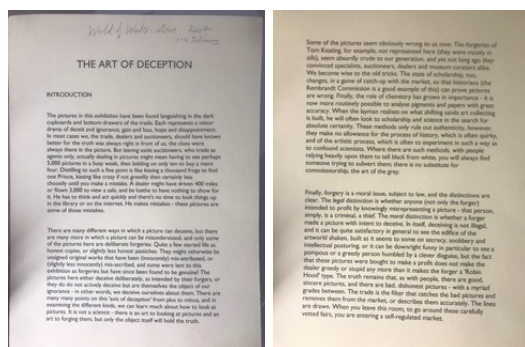 World of Water colours 2007
THE ART OF DECEPTION
INTRODUCTION
The pictures in this exhibition have been found languishing in the dark
cupboards and bottom drawers of the trade. Each represents a minor
drama of deceit and ignorance, gain and loss, hope and disappointment.
In most cases we, the trade, dealers and auctioneers, should have known
better for the truth was always right in front of us, the clues were
always there in the picture. But leaving aside auctioneers, who trade as
agents only, actually dealing in pictures might mean having to see perhaps
5,000 pictures in a busy week, then bidding on only ten to buy a mere
four. Distilling to such a fine point is like kissing a thousand frogs to find
one Prince, kissing like crazy if not greedily then certainly less
choosily until you make a mistake. A dealer might have driven 400 miles
or flown 3,000 to view a sale, and be loathe to have nothing to show for
it. He has to think and act quickly and there's no time to look things up
in the library or on the internet. He makes mistakes - these pictures are
some of those mistakes.
There are many different ways in which a picture can deceive, but there
are many more in which a picture can be misunderstood, and only some
of the pictures here are deliberate forgeries. Quite a few started life as
honest copies, or slightly less honest pastiches. They might otherwise be
unsigned original works that have been (innocently) mis-attributed, or
(slightly less innocently) mis-ascribed, and some were lent to this
exhibition as forgeries but have since been found to be genuine! The
pictures here either deceive deliberately, as intended by their forgers, or
they do do not actively deceive but are themselves the object of our
ignorance - in other words, we deceive ourselves about them. There are
many many points on this 'axis of deception' from plus to minus, and in
examining the different kinds, we can learn much about how to look at
pictures. It is not a science - there is an art to looking at pictures and an
art to forging them, but only the object itself will hold the truth.
Some of the pictures seem obviously wrong to us now. The forgeries of
Tom Keating, for example, not represented here (they were mostly in
oils), seem absurdly crude to our generation, and yet not long ago they
convinced specialists, auctioneers, dealers and museum curators alike.
We become wise to the old tricks. The state of scholarship, too,
changes, in a game of catch-up with the market, so that historians (the
Rembrandt Commission is a good example of this) can prove pictures
are wrong. Finally, the role of chemistry has grown in importance - it is
now more routinely possible to analyse pigments and papers with great
accuracy. When the layman reads on what shifting sands art collecting
is built, he will often look to scholarship and science in the search for
absolute certainty. These methods only rule out authenticity, however,
they make no allowance for the process of history, which is often quirky,
and of the artistic process, which is often to experiment in such a way as
to confound scientists. Where there are such methods, with people
relying heavily upon them to tell black from white, you will always find
someone trying to subvert them; there is no substitute for
connoisseurship, the art of the grey.
Finally, forgery is a moral issue, subject to law, and the distinctions are
clear. The legal distinction is whether anyone (not only the forger)
intended to profit by knowingly misrepresenting a picture - that person,
simply, is a criminal, a thief. The moral distinction is whether a forger
made a picture with intent to deceive. In itself, deceiving is not illegal,
and it can be quite satisfactory in general to see the edifice of the
artworld shaken, built as it seems to some on secrecy, snobbery and
intellectual posturing, or it can be downright funny in particular to see a
pompous or a greedy person humbled by a clever disguise, but the fact
that these pictures were bought to make a profit does not make the
dealer greedy or stupid any more than it makes the forger a 'Robin
Hood' type. The truth remains that, as with people, there are good,
sincere pictures, and there are bad, dishonest pictures - with a myriad
grades between. The trade is the filter that catches the bad pictures and
removes them from the market, or describes them accurately. The lines
are drawn. When you leave this room, to go around these carefully
vetted fairs, you are entering a self-regulated market.